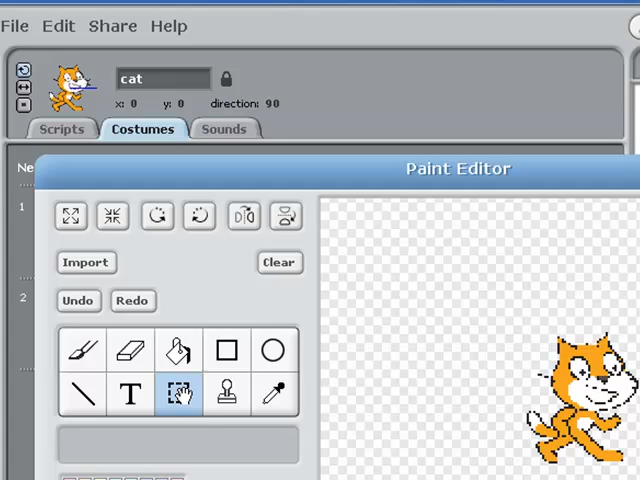 File Edit Share Help
cat
x: 0 y: 0 direction: 90
Scripts Costumes Sounds
Ne
Paint Editor
1
Import Clear
2
Undo Redo
T